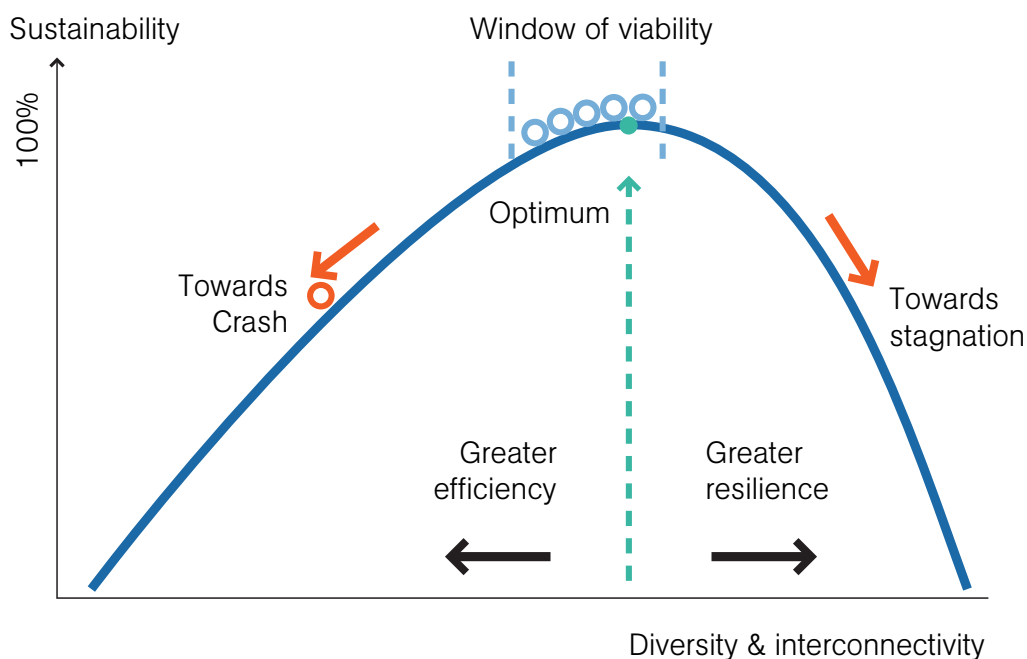 Sustainability
Window of viability
100%
Optimum
Towards
Crash
Towards
stagnation
Greater
efficiency
Greater
resilience
Diversity & interconnectivity